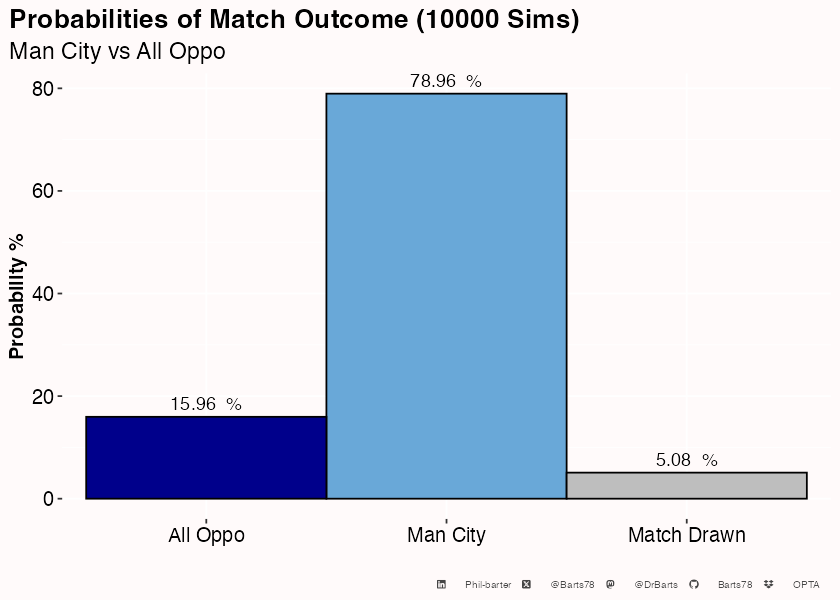 Probabilities of Match Outcome (10000 Sims)
Man City vs All Oppo
Probability %
80
60
40
20
0
15.96 %
78.96 %
5.08 %
All Oppo
Man City
Match Drawn
Phil-barter @Barts78 @DrBarts Barts78 OPTA